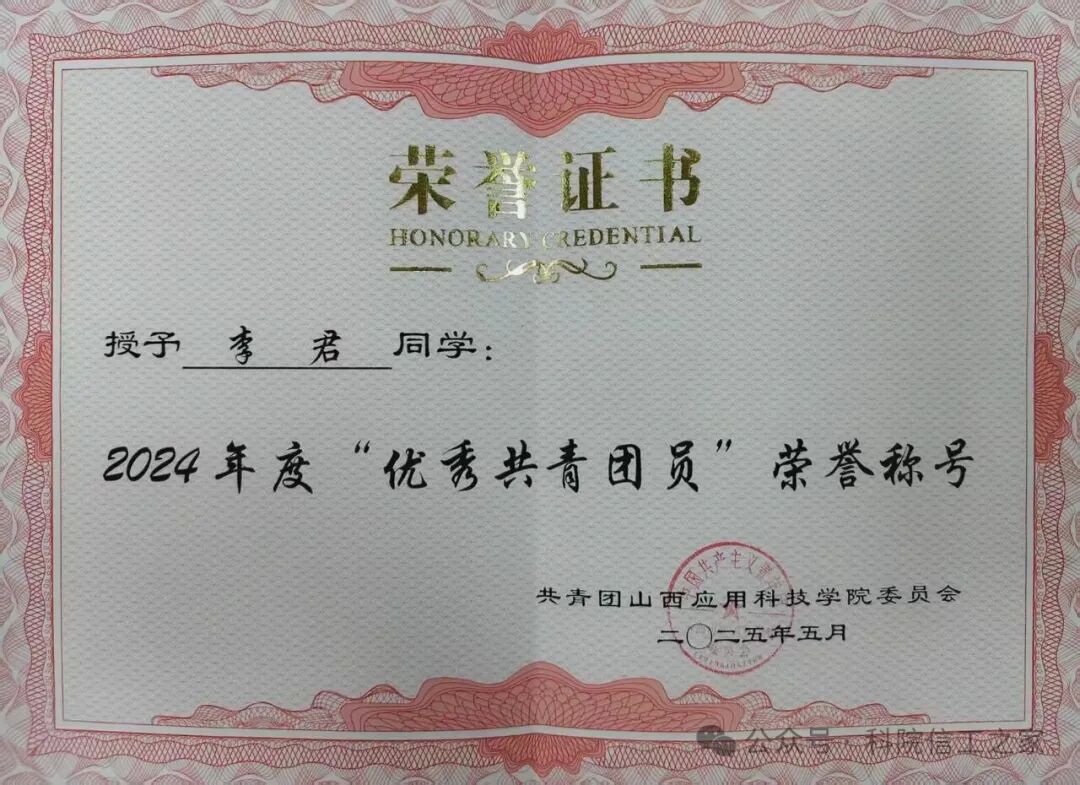 荣誉证书
HONORARY CREDENTIAL
授予 李 君 同学：
2024年度“优秀共青团员”荣誉称号
共青团山西应用科技学院委员会
二〇二五年五月
公众号·科院信工之家